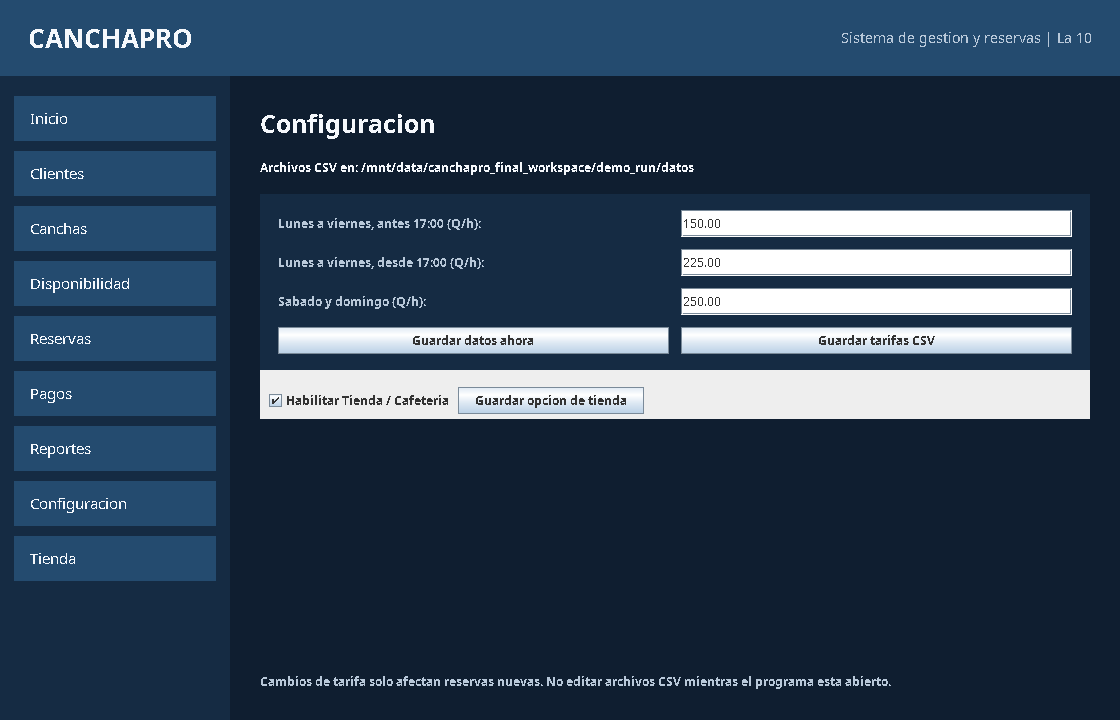 CANCHAPRO
Sistema de gestion y reservas | La 10
Inicio
Clientes
Canchas
Disponibilidad
Reservas
Pagos
Reportes
Configuracion
Tienda
Configuracion
Archivos CSV en: /mnt/data/canchapro_final_workspace/demo_run/datos
Lunes a viernes, antes 17:00 (Q/h): 150.00
Lunes a viernes, desde 17:00 (Q/h): 225.00
Sabado y domingo (Q/h): 250.00
Guardar datos ahora Guardar tarifas CSV
Habilitar Tienda / Cafeteria Guardar opcion de tienda
Cambios de tarifa solo afectan reservas nuevas. No editar archivos CSV mientras el programa esta abierto.